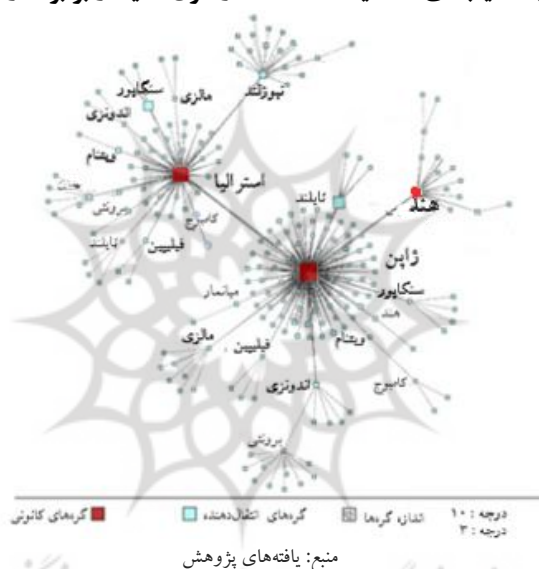 نیوزلند
سنگاپور
مالزی
اندونزی
ویتنام
استرالیا
برونئی
کامبوج
تایلند
فیلیپین
تایلند
هند
ژاپن
سنگاپور
هند
میانمار
مالزی
فیلیپین
ویتنام
اندونزی
کامبوج
برونئی
درجه : ۱۰
درجه : ۳
اندازه گره‌ها
گره‌های انتقال‌دهنده
گره‌های کانونی
منبع: یافته‌های پژوهش